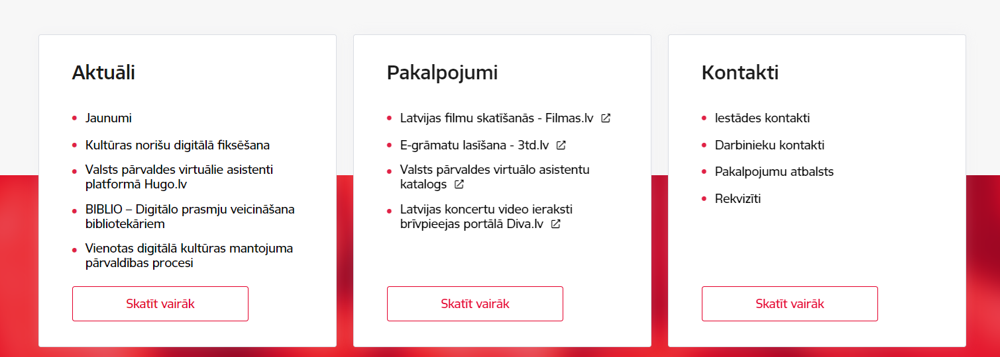 Aktuāli
Jaunumi
Kultūras norišu digitālā fiksēšana
Valsts pārvaldes virtuālie asistenti
platformā Hugo.lv
BIBLIO – Digitālo prasmju veicināšana
bibliotekāriem
Vienotas digitālā kultūras mantojuma
pārvaldības procesi
Skatīt vairāk
Pakalpojumi
Latvijas filmu skatīšanās - Filmas.lv
E-grāmatu lasīšana - 3td.lv
Valsts pārvaldes virtuālo asistentu
katalogs
Latvijas koncertu video ieraksti
brīvpieejas portālā Diva.lv
Skatīt vairāk
Kontakti
Iestādes kontakti
Darbinieku kontakti
Pakalpojumu atbalsts
Rekvizīti
Skatīt vairāk